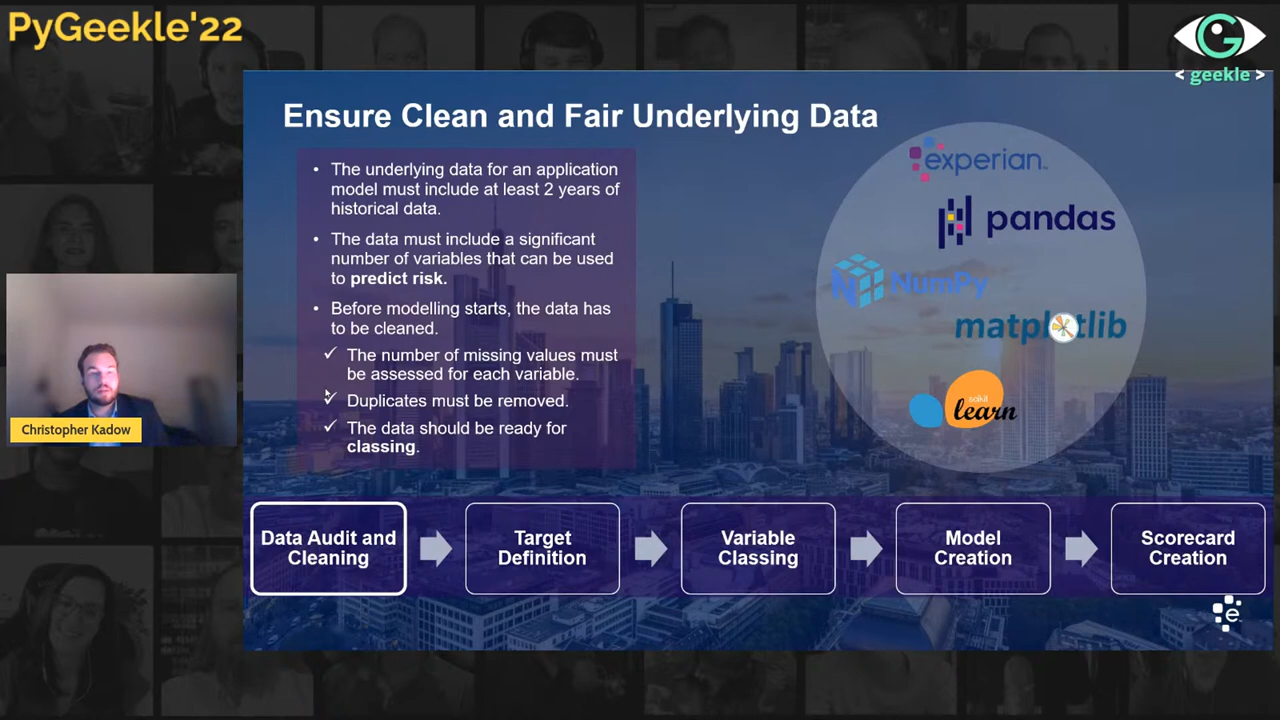 PyGeekle'22
G
< geekle >
Ensure Clean and Fair Underlying Data
• The underlying data for an application
model must include at least 2 years of
historical data.
• The data must include a significant
number of variables that can be used
to predict risk.
• Before modelling starts, the data has
to be cleaned.
✓ The number of missing values must
be assessed for each variable.
✓ Duplicates must be removed.
✓ The data should be ready for
classing.
experian™
pandas
NumPy
matplotlib
scikit
learn
Christopher Kadow
Data Audit and
Cleaning
Target
Definition
Variable
Classing
Model
Creation
Scorecard
Creation
e